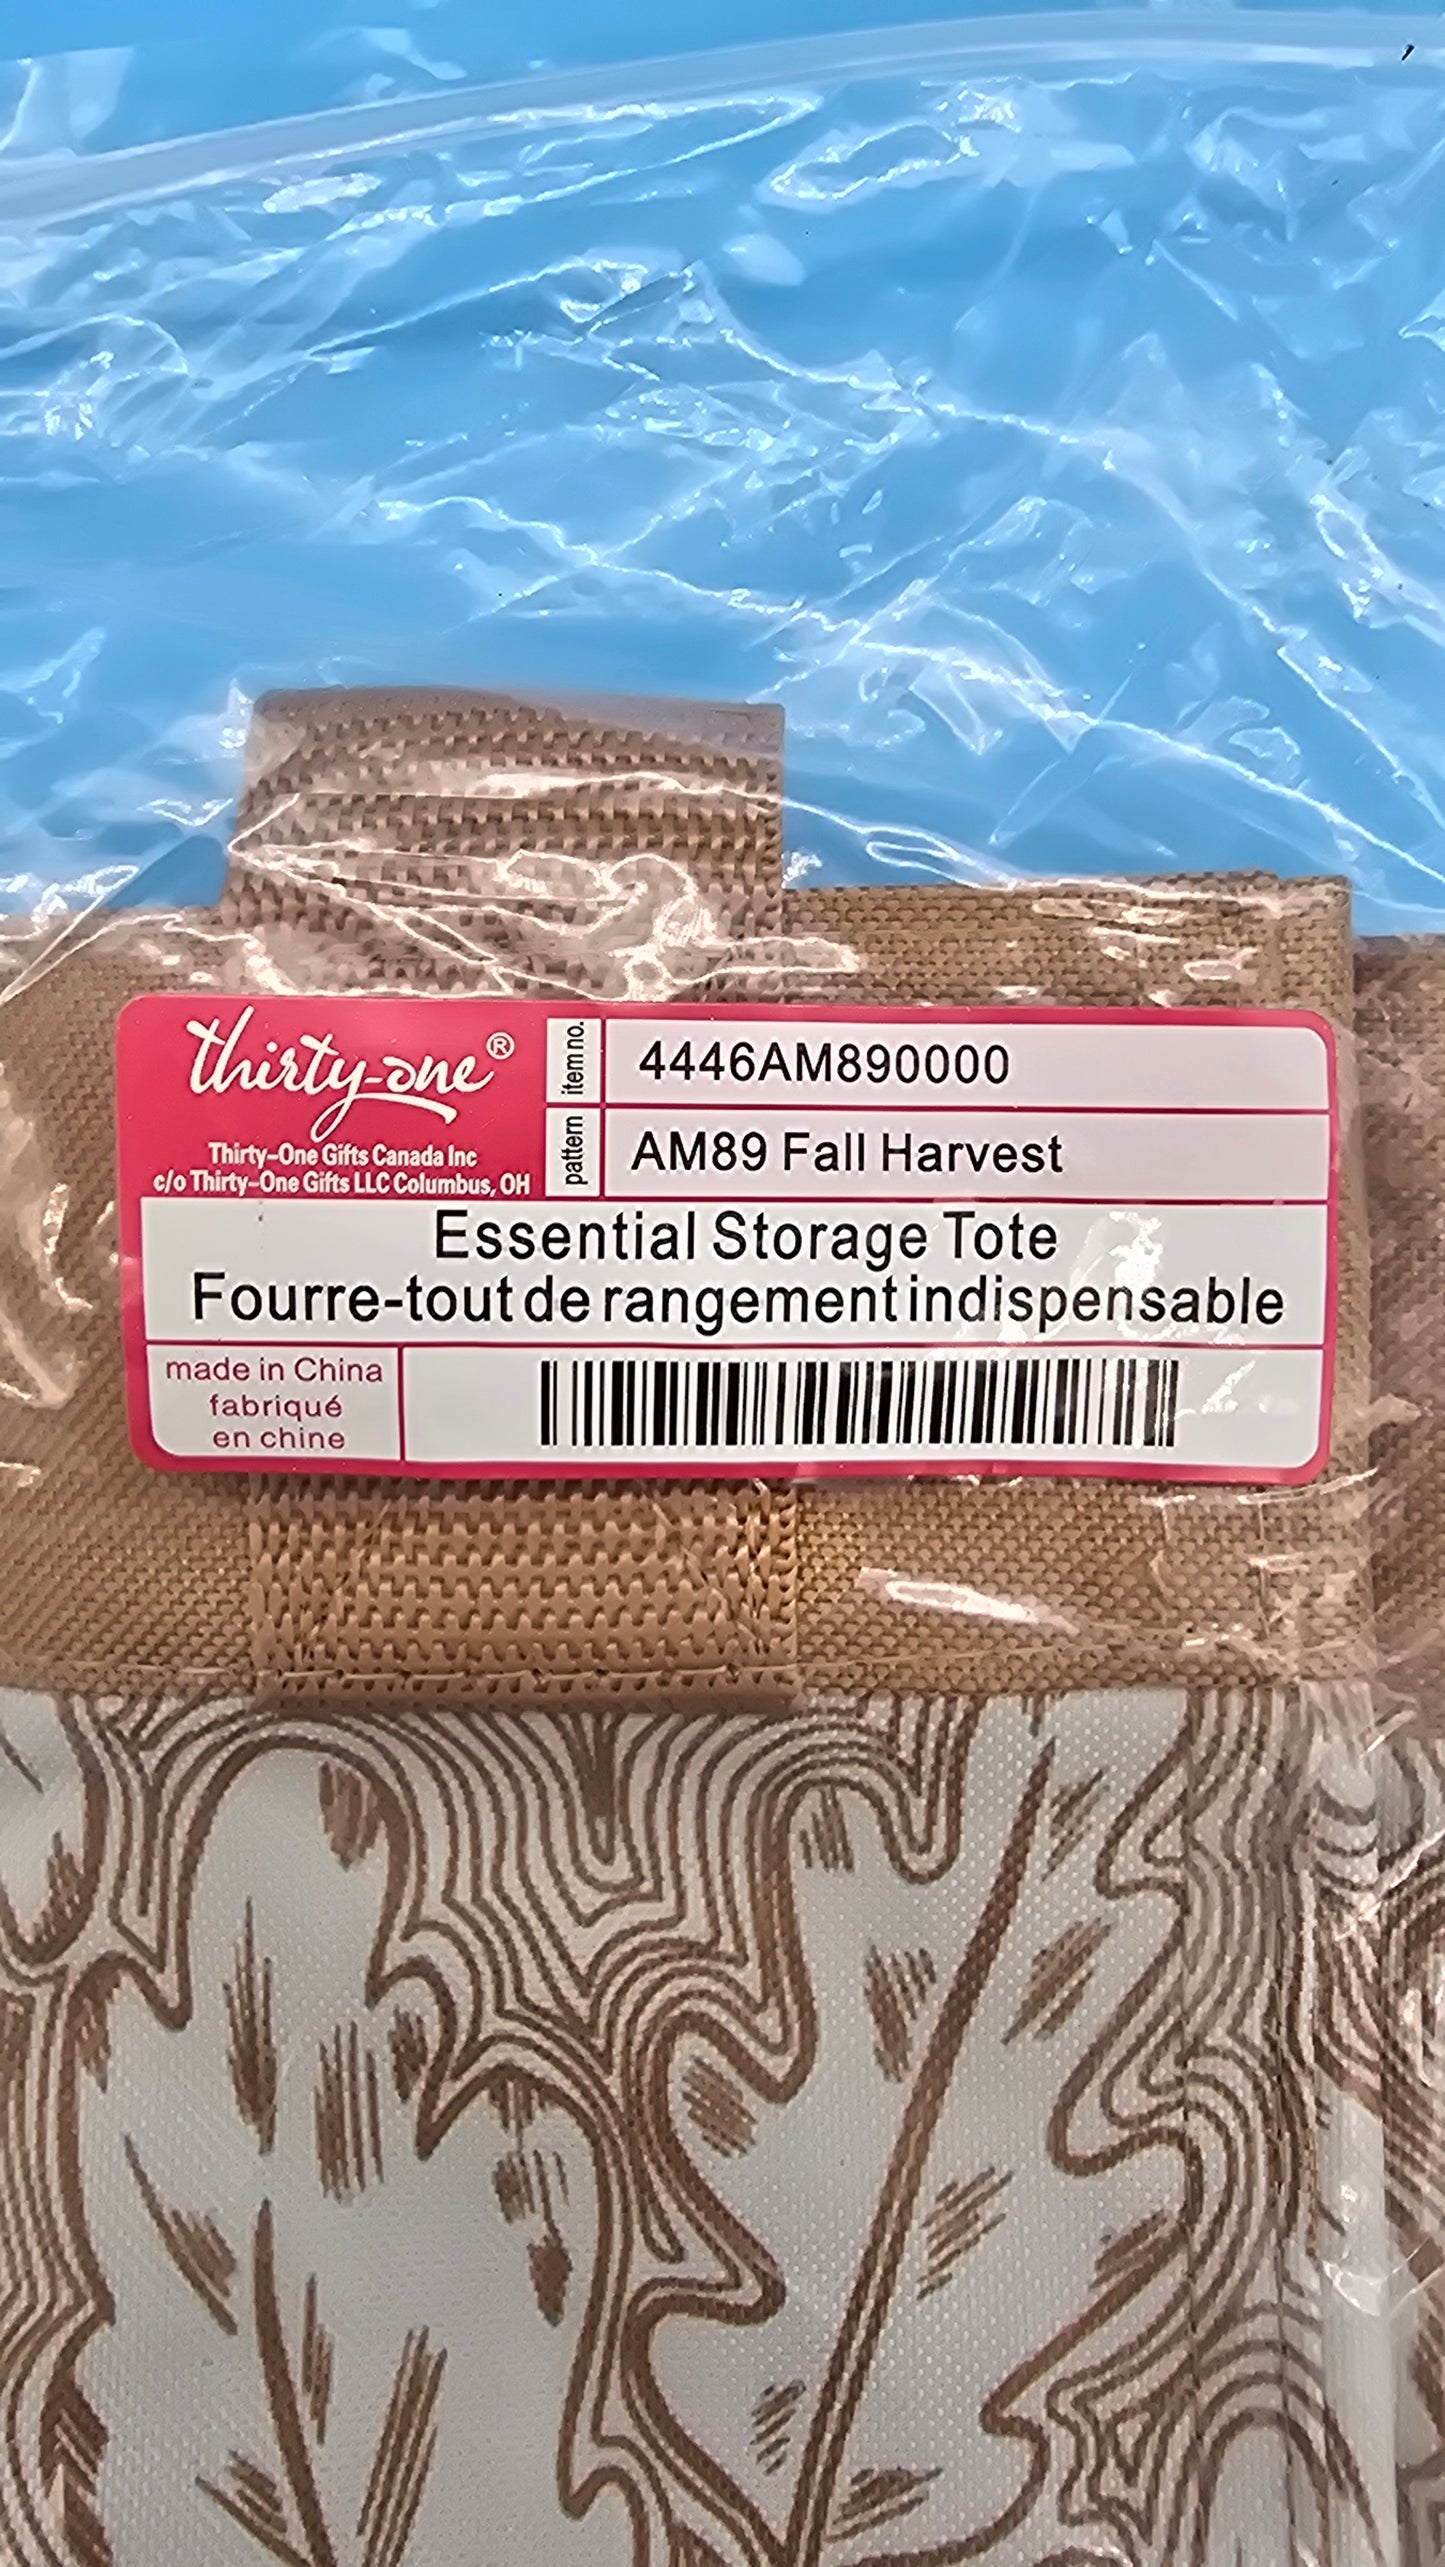 thirty-one®
Thirty-One Gifts Canada Inc
c/o Thirty-One Gifts LLC Columbus, OH
item no.
4446AM890000
pattern
AM89 Fall Harvest
Essential Storage Tote
Fourre-tout de rangement indispensable
made in China
fabriqué
en chine